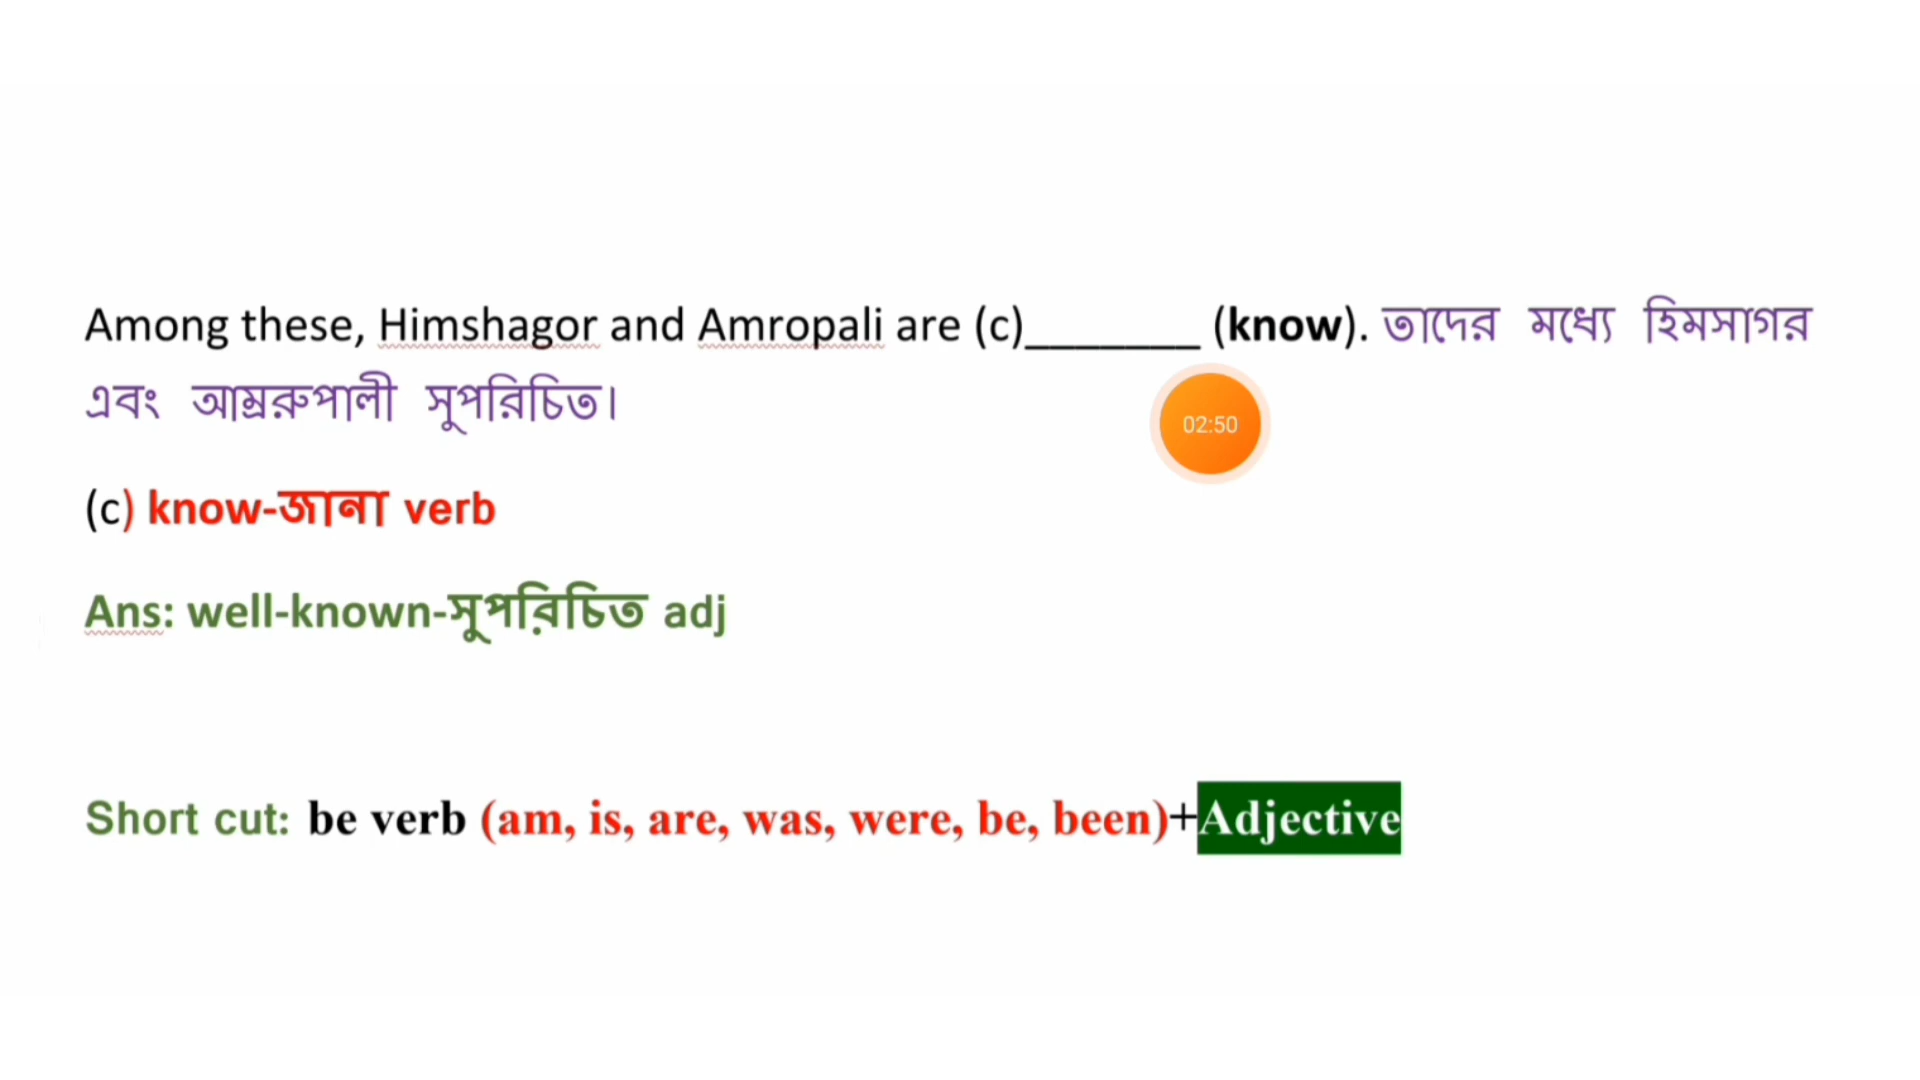 Among these, Himshagor and Amropali are (c)_______ (know). তাদের মধ্যে হিমসাগর
এবং আম্ররুপালী সুপরিচিত।
02:50
(c) know-জানা verb
Ans: well-known-সুপরিচিত adj
Short cut: be verb (am, is, are, was, were, be, been)+Adjective